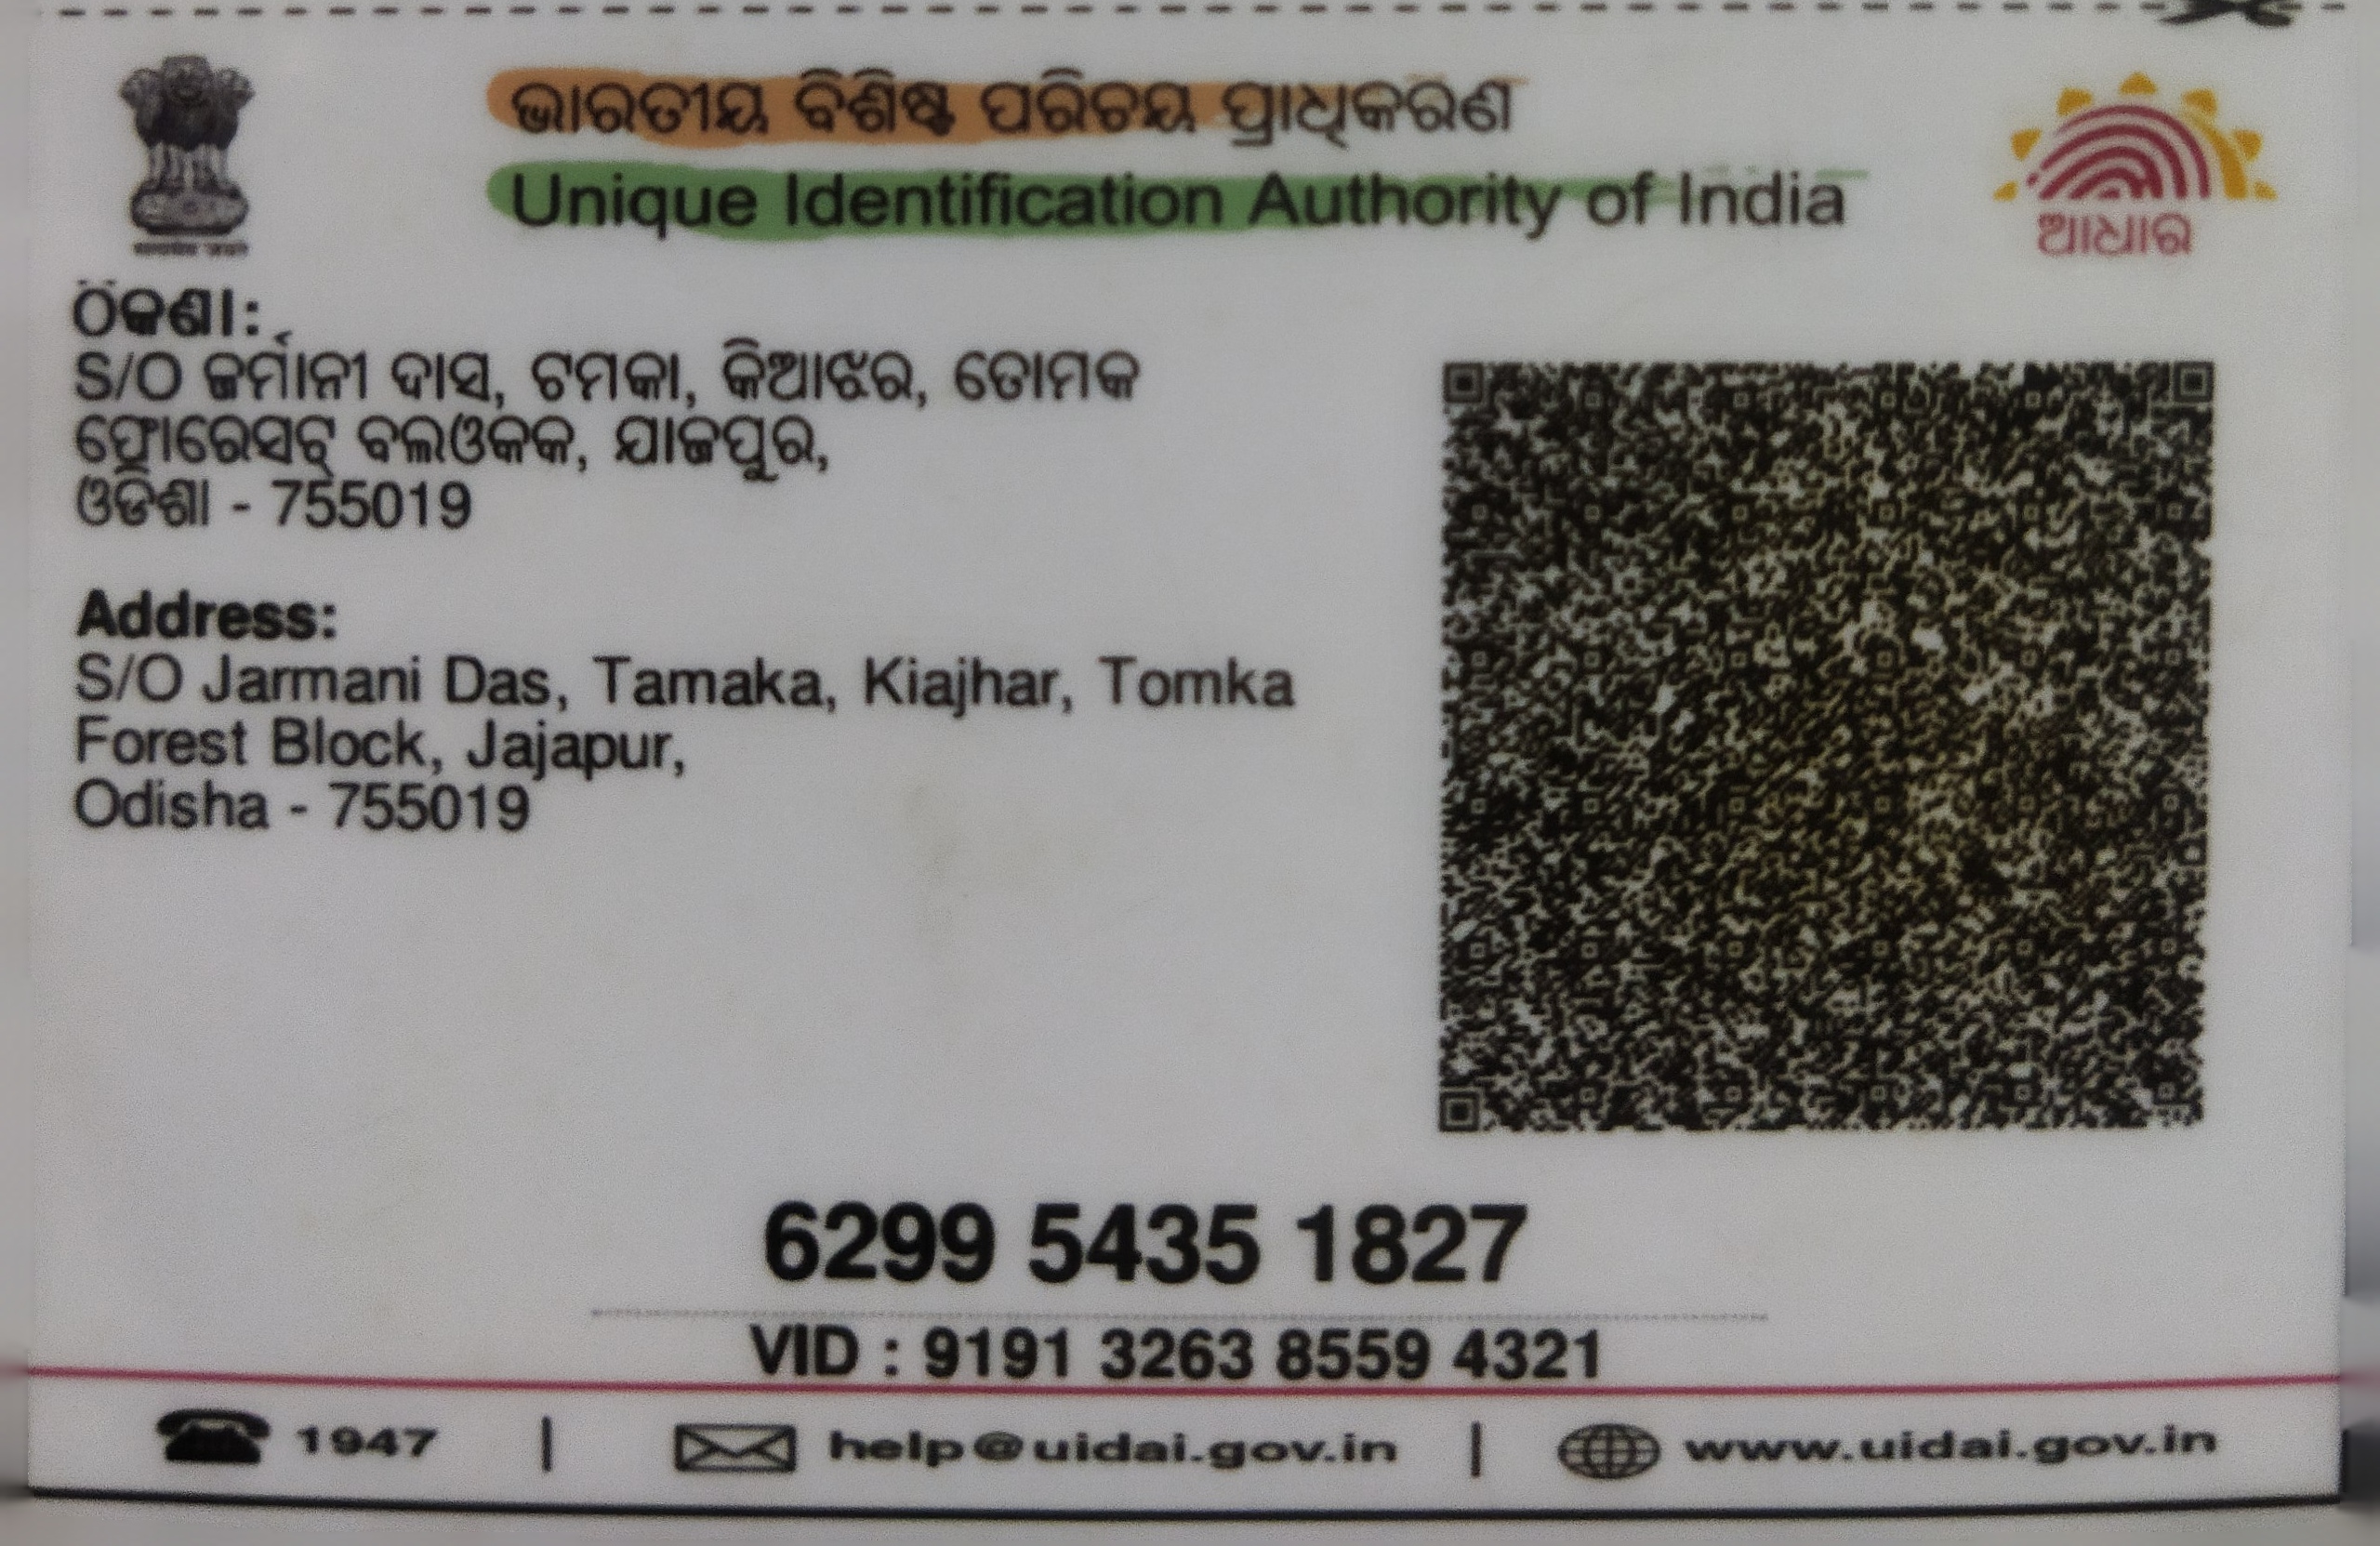 ଭାରତୀୟ ବିଶିଷ୍ଟ ପରିଚୟ ପ୍ରାଧିକରଣ
Unique Identification Authority of India
ଆଧାର
ଠିକଣା:
S/O ଜର୍ମାନୀ ଦାସ, ଟମକା, କିଆଝର, ତୋମକ
ଫୋରେସଟ୍ ବଲଓକକ, ଯାଜପୁର,
ଓଡିଶା - 755019
Address:
S/O Jarmani Das, Tamaka, Kiajhar, Tomka
Forest Block, Jajapur,
Odisha - 755019
6299 5435 1827
VID : 9191 3263 8559 4321
1947 | help@uidai.gov.in | www.uidai.gov.in